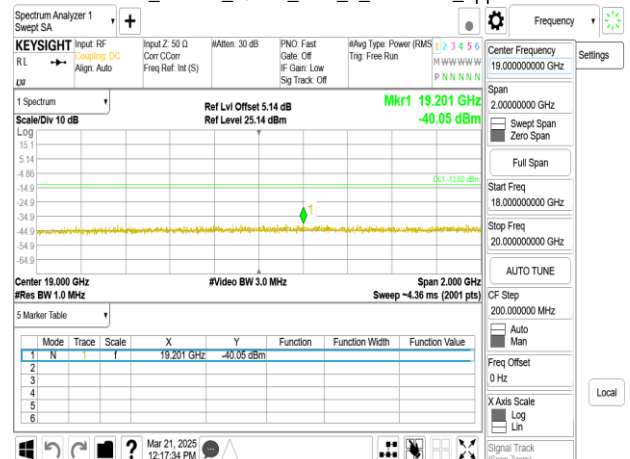 Spectrum Analyzer 1
Swept SA
Frequency
KEYSIGHT
RL
Input: RF
Coupling: DC
Align: Auto
Input Z: 50 Ω
Corr CCorr
Freq Ref: Int (S)
#Atten: 30 dB
PNO: Fast
Gate: Off
IF Gain: Low
Sig Track: Off
#Avg Type: Power (RMS
Trig: Free Run
1 2 3 4 5 6
M W W W W W
P N N N N N
1 Spectrum
Scale/Div 10 dB
Ref Lvl Offset 5.14 dB
Ref Level 25.14 dBm
Mkr1 19.201 GHz
-40.05 dBm
Log
15.1
5.14
-4.86
-14.9
-24.9
-34.9
-44.9
-54.9
-64.9
DL1 -13.00 dBm
1
Center 19.000 GHz
#Res BW 1.0 MHz
#Video BW 3.0 MHz
Span 2.000 GHz
Sweep ~4.36 ms (2001 pts)
5 Marker Table
Mode Trace Scale X Y Function Function Width Function Value
1 N 1 f 19.201 GHz -40.05 dBm
2
3
4
5
6
?
Mar 21, 2025
12:17:34 PM
Center Frequency
19.000000000 GHz
Settings
Span
2.00000000 GHz
Swept Span
Zero Span
Full Span
Start Freq
18.000000000 GHz
Stop Freq
20.000000000 GHz
AUTO TUNE
CF Step
200.000000 MHz
Auto
Man
Freq Offset
0 Hz
X Axis Scale
Log
Lin
Local
Signal Track